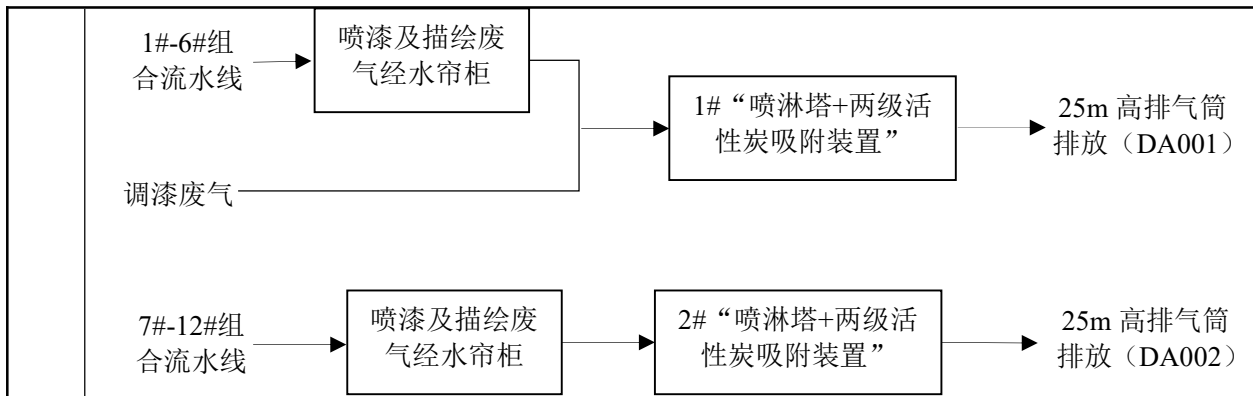 1#-6#组
合流水线
喷漆及描绘废
气经水帘柜
1#“喷淋塔+两级活
性炭吸附装置”
25m 高排气筒
排放（DA001）
调漆废气
7#-12#组
合流水线
喷漆及描绘废
气经水帘柜
2#“喷淋塔+两级活
性炭吸附装置”
25m 高排气筒
排放（DA002）